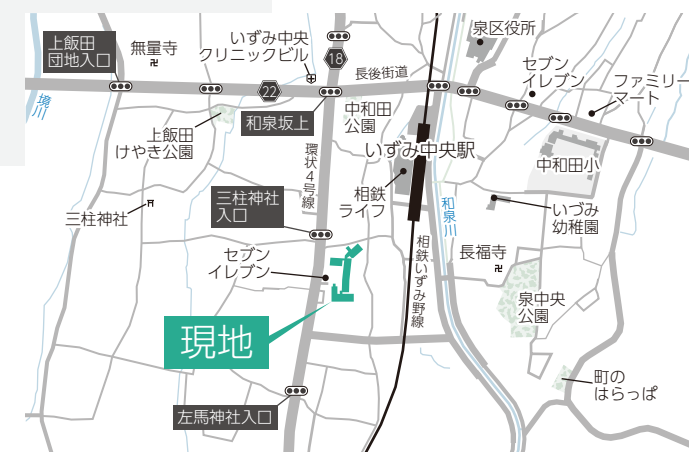 上飯田
団地入口
無量寺
いずみ中央
クリニックビル
18
泉区役所
長後街道
セブン
イレブン
ファミリー
マート
22
境川
和泉坂上
中和田
公園
上飯田
けやき公園
いずみ中央駅
中和田小
環状4号線
相鉄
ライフ
三柱神社
入口
三柱神社
和泉川
いづみ
幼稚園
長福寺
相鉄いずみ野線
セブン
イレブン
泉中央
公園
現地
町の
はらっぱ
左馬神社入口